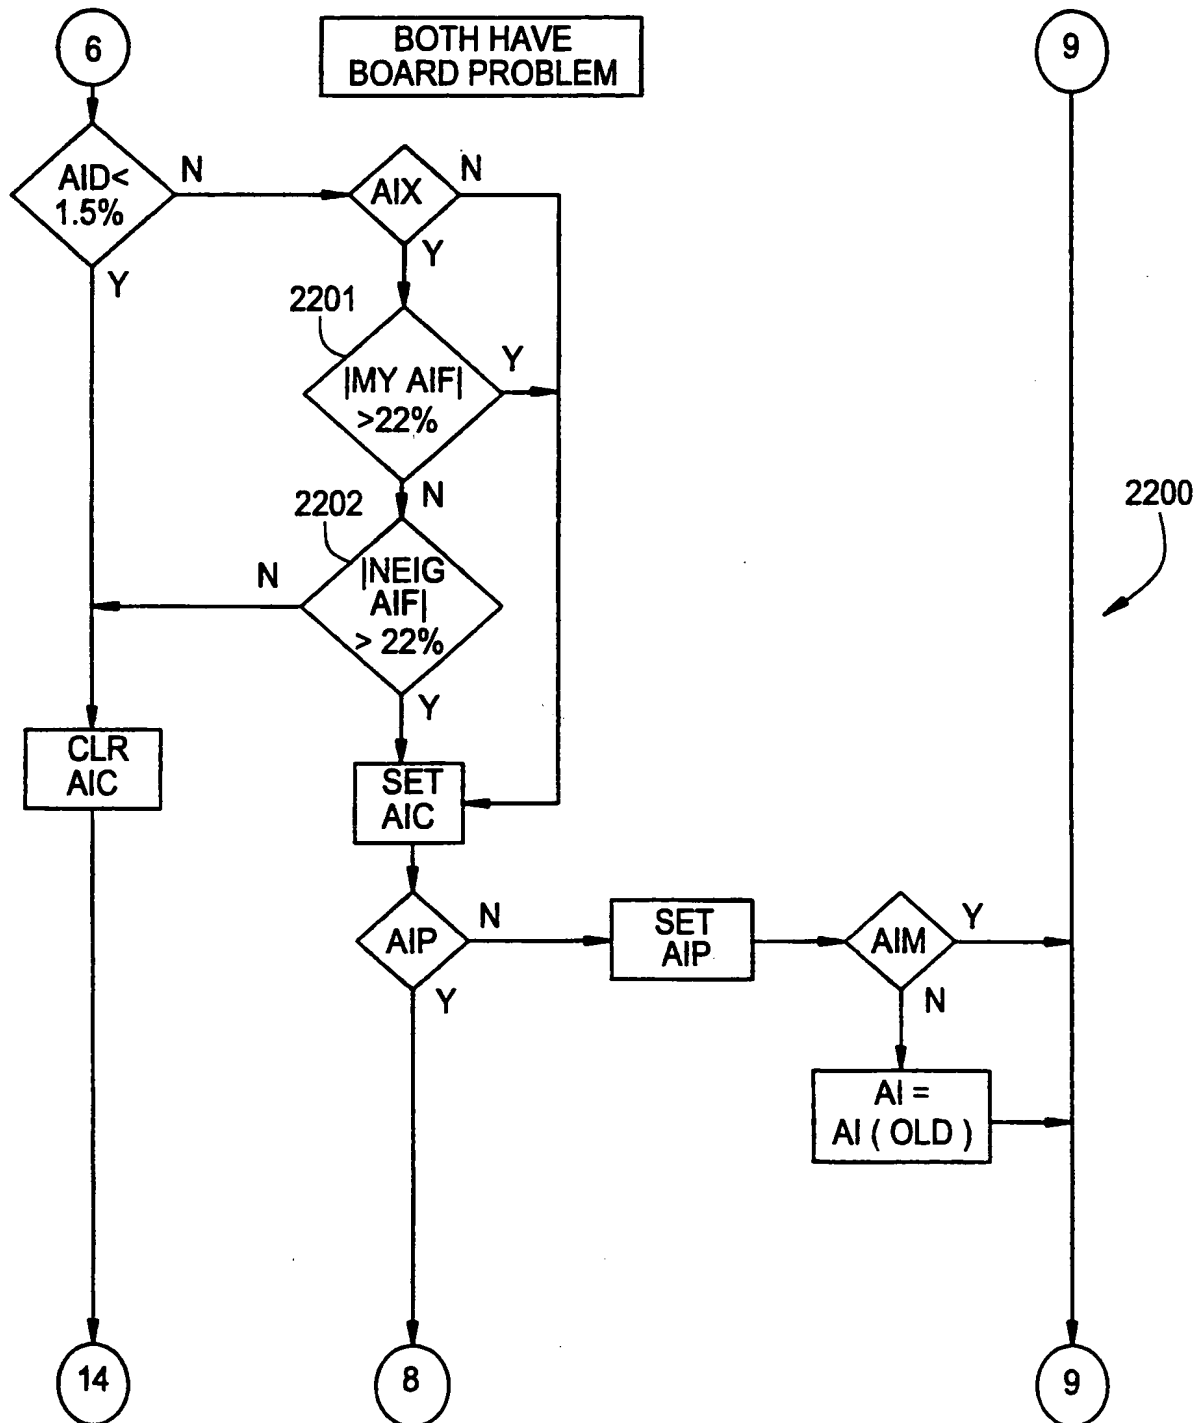 6
BOTH HAVE
BOARD PROBLEM
9
AID<
1.5%
N
Y
AIX
N
Y
2201
|MY AIF|
>22%
Y
N
2202
|NEIG
AIF|
> 22%
N
Y
2200
CLR
AIC
SET
AIC
AIP
N
Y
SET
AIP
AIM
Y
N
AI =
AI ( OLD )
14
8
9